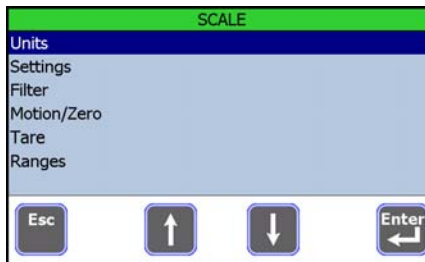 SCALE
Units
Settings
Filter
Motion/Zero
Tare
Ranges
Esc
Enter